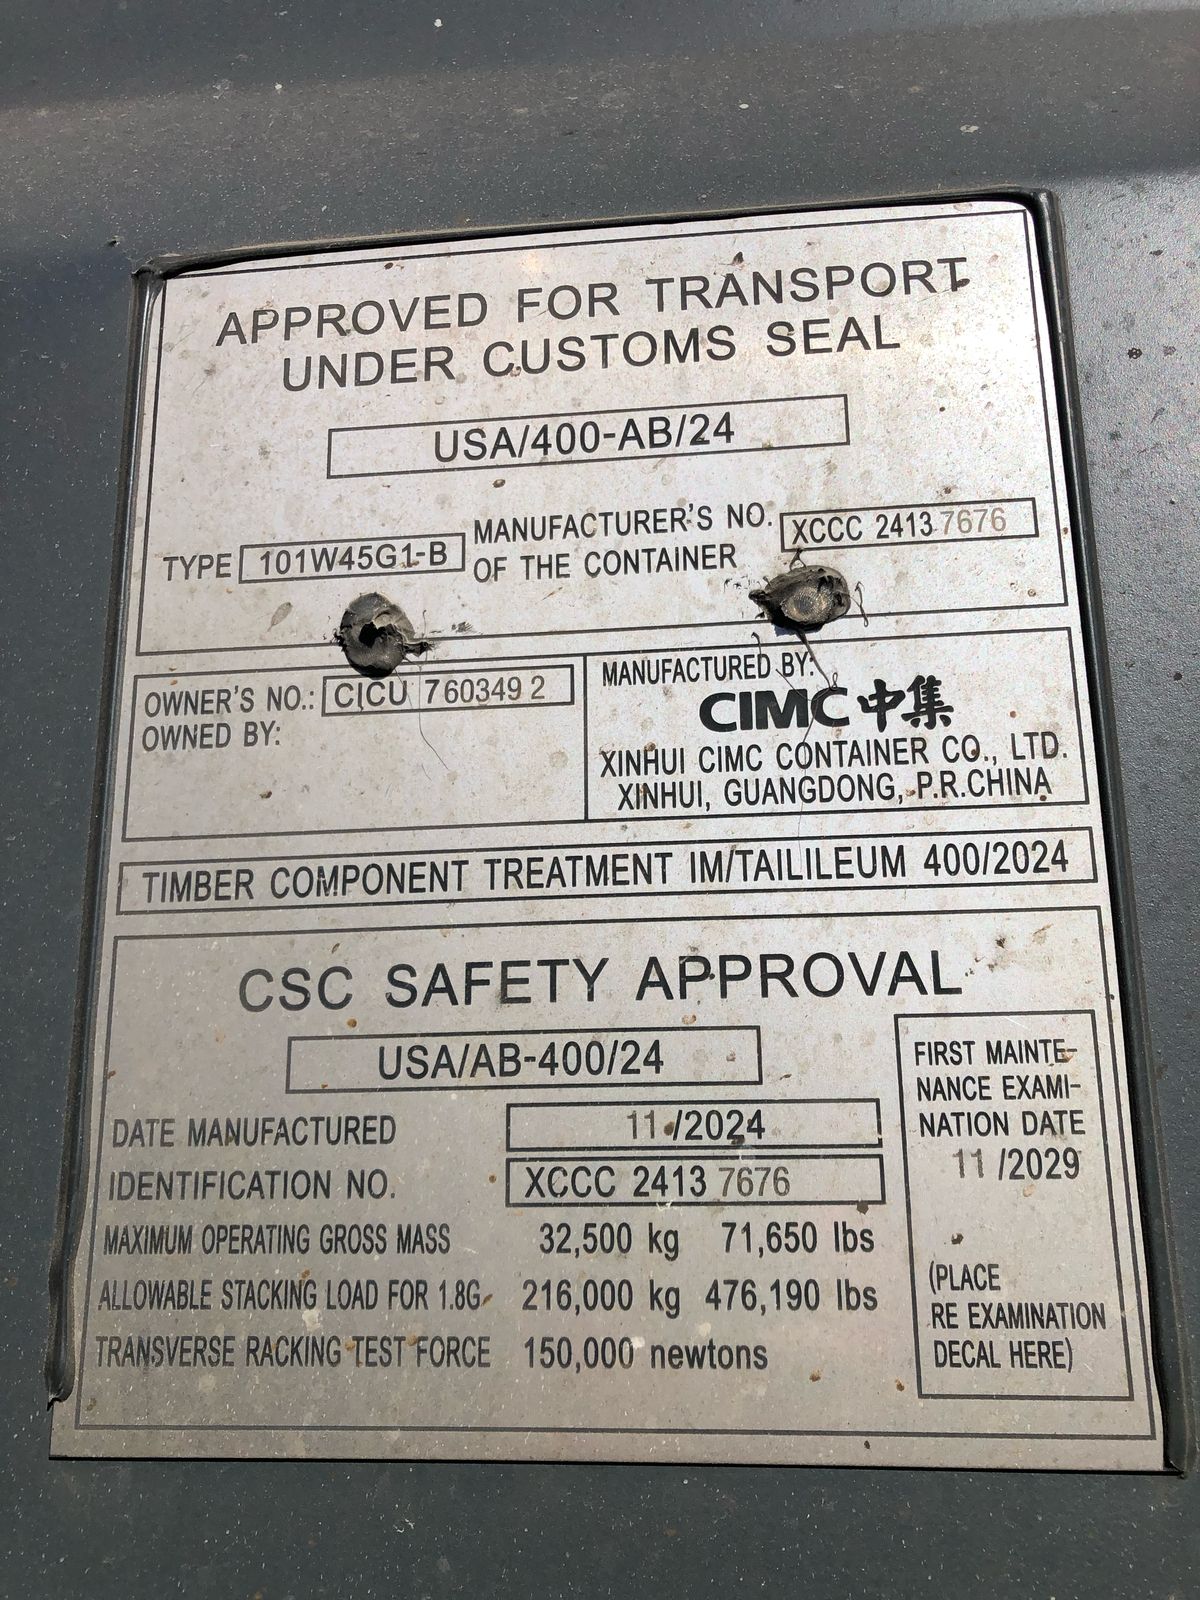 APPROVED FOR TRANSPORT
UNDER CUSTOMS SEAL
USA/400-AB/24
TYPE 101W45G1-B MANUFACTURER'S NO. OF THE CONTAINER XCCC 2413 7676
OWNER'S NO.: CICU 760349 2
OWNED BY:
MANUFACTURED BY:
CIMC 中集
XINHUI CIMC CONTAINER CO., LTD.
XINHUI, GUANGDONG, P.R.CHINA
TIMBER COMPONENT TREATMENT IM/TAILILEUM 400/2024
CSC SAFETY APPROVAL
USA/AB-400/24
DATE MANUFACTURED 11/2024
IDENTIFICATION NO. XCCC 2413 7676
MAXIMUM OPERATING GROSS MASS 32,500 kg 71,650 lbs
ALLOWABLE STACKING LOAD FOR 1.8G 216,000 kg 476,190 lbs
TRANSVERSE RACKING TEST FORCE 150,000 newtons
FIRST MAINTE-
NANCE EXAMI-
NATION DATE
11 /2029
(PLACE
RE EXAMINATION
DECAL HERE)